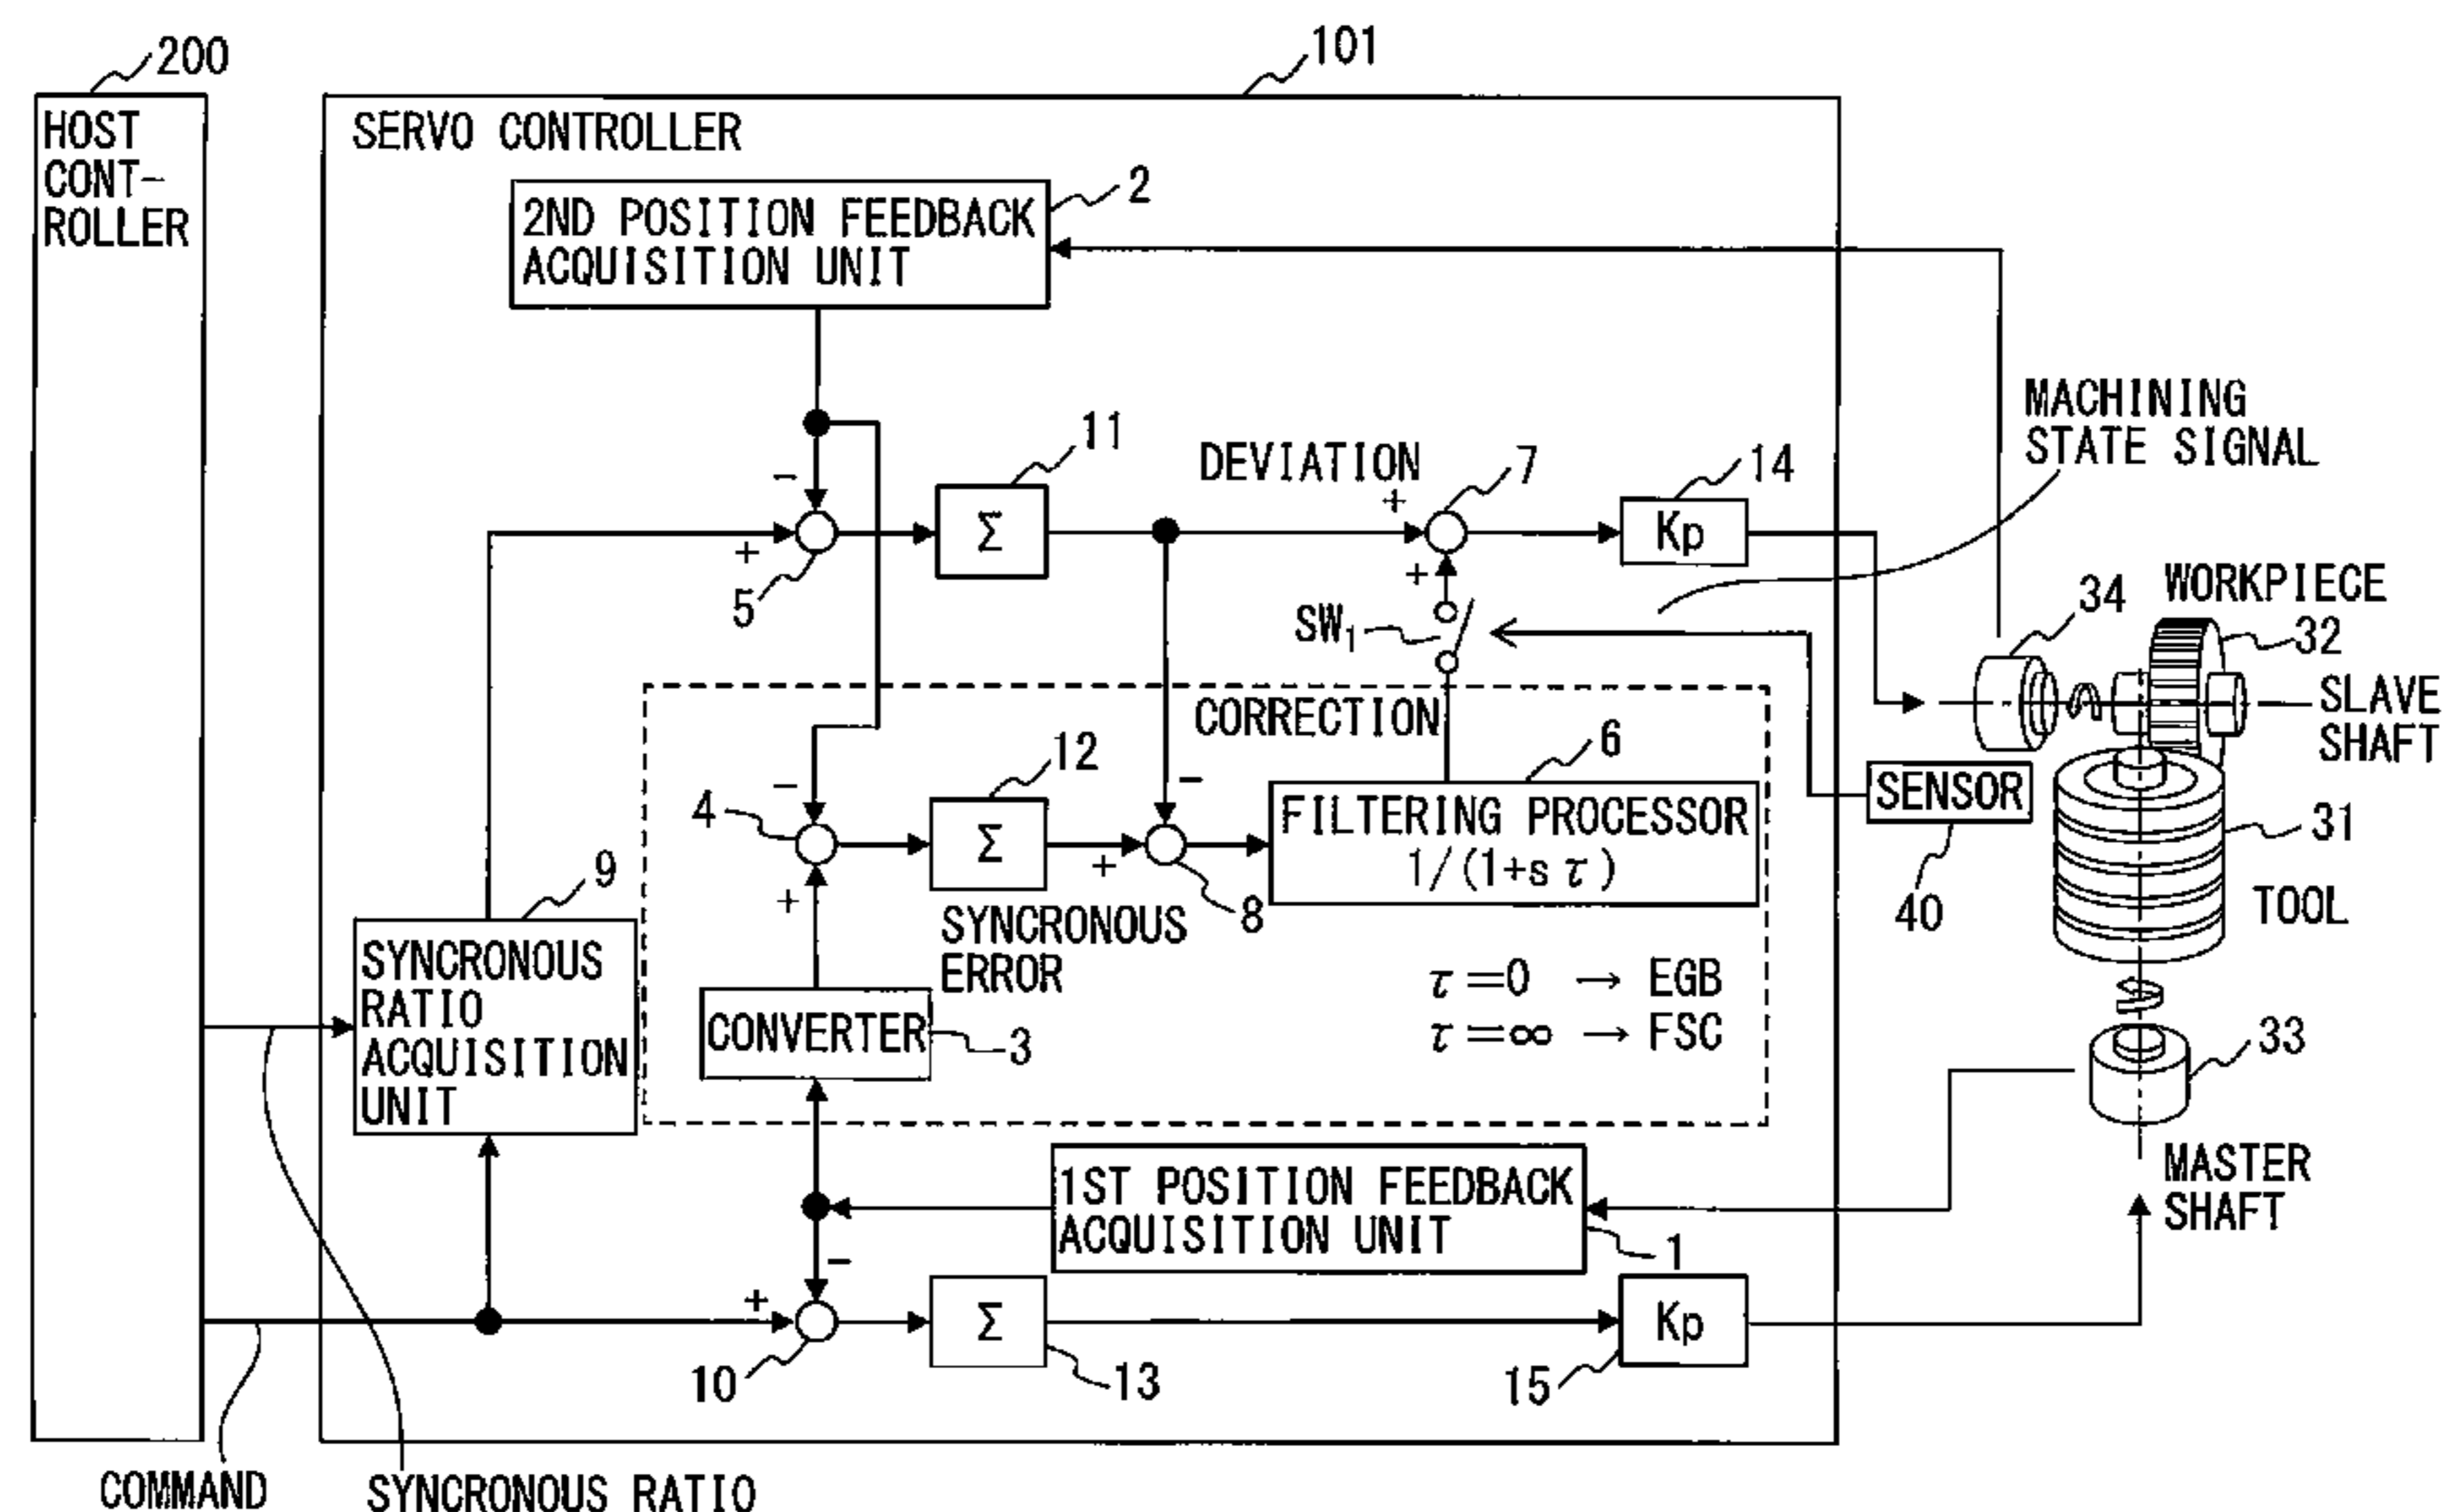 200
101
HOST
CONT-
ROLLER
SERVO CONTROLLER
2
2ND POSITION FEEDBACK
ACQUISITION UNIT
MACHINING
STATE SIGNAL
11
DEVIATION
7
14
-
+
Σ
Kp
+
5
+
SW1
34
WORKPIECE
32
SLAVE
SHAFT
CORRECTION
12
6
-
-
SENSOR
4
Σ
FILTERING PROCESSOR
1/(1+sτ)
31
9
+
+
8
40
TOOL
SYNCRONOUS
ERROR
SYNCRONOUS
RATIO
ACQUISITION
UNIT
τ=0 → EGB
τ=∞ → FSC
CONVERTER
3
33
1ST POSITION FEEDBACK
ACQUISITION UNIT
MASTER
SHAFT
-
1
+
Σ
Kp
10
13
15
COMMAND
SYNCRONOUS RATIO